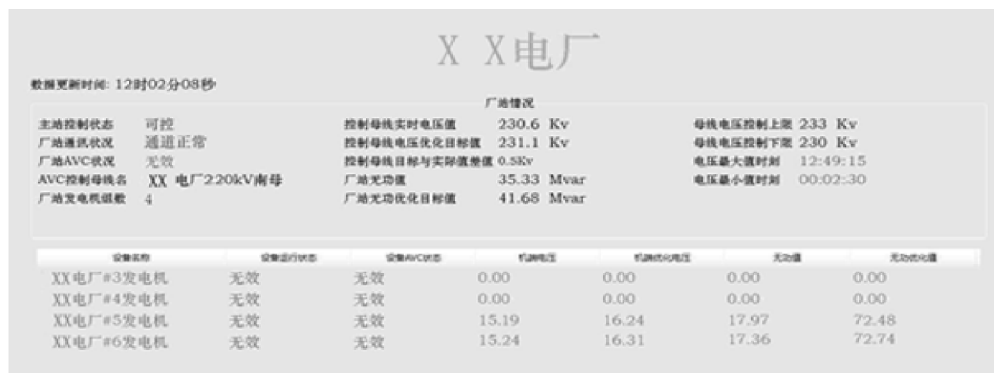 X X电厂
数据更新时间: 12时02分08秒
厂站情况
主站控制状态 可控 控制母线实时电压值 230.6 Kv 母线电压控制上限 233 Kv
厂站通讯状况 通道正常 控制母线电压优化目标值 231.1 Kv 母线电压控制下限 230 Kv
厂站AVC状况 无效 控制母线目标与实际值差值 0.5Kv 电压最大值时刻 12:49:15
AVC控制母线名 XX 电厂220kV南母 厂站无功值 35.33 Mvar 电压最小值时刻 00:02:30
厂站发电机组数 4 厂站无功优化目标值 41.68 Mvar
设备名称 设备运行状态 设备AVC状态 机端电压 机端优化电压 无功值 无功优化值
XX电厂#3发电机 无效 无效 0.00 0.00 0.00 0.00
XX电厂#4发电机 无效 无效 0.00 0.00 0.00 0.00
XX电厂#5发电机 无效 无效 15.19 16.24 17.97 72.48
XX电厂#6发电机 无效 无效 15.24 16.31 17.36 72.74